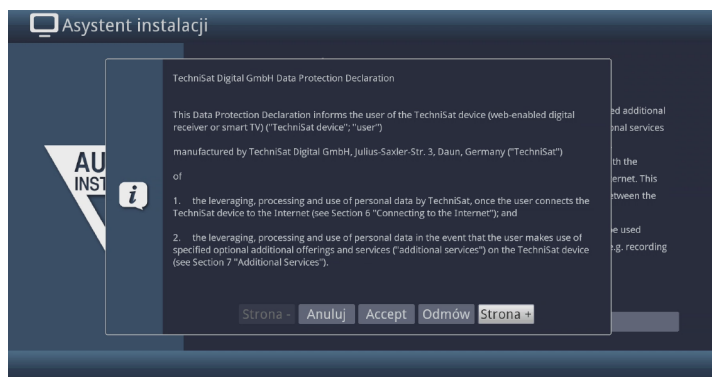 Asystent instalacji
TechniSat Digital GmbH Data Protection Declaration
This Data Protection Declaration informs the user of the TechniSat device (web-enabled digital
receiver or smart TV) ("TechniSat device"; "user")
manufactured by TechniSat Digital GmbH, Julius-Saxler-Str. 3, Daun, Germany ("TechniSat")
of
1. the leveraging, processing and use of personal data by TechniSat, once the user connects the
TechniSat device to the Internet (see Section 6 "Connecting to the Internet"); and
2. the leveraging, processing and use of personal data in the event that the user makes use of
specified optional additional offerings and services ("additional services") on the TechniSat device
(see Section 7 "Additional Services").
Strona - Anuluj Accept Odmów Strona +
AU
INST
i
additional
services
the
This
the
used
e.g. recording